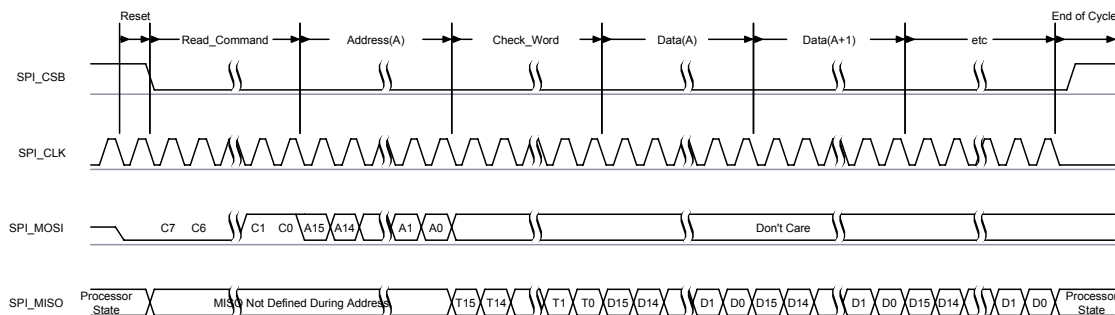 Reset
End of Cycle
Read_Command Address(A) Check_Word Data(A) Data(A+1) etc
SPI_CSB
SPI_CLK
SPI_MOSI C7 C6 C1 C0 A15 A14 A1 A0 Don't Care
SPI_MISO Processor State MISO Not Defined During Address T15 T14 T1 T0 D15 D14 D1 D0 D15 D14 D1 D0 D15 D14 D1 D0 Processor State